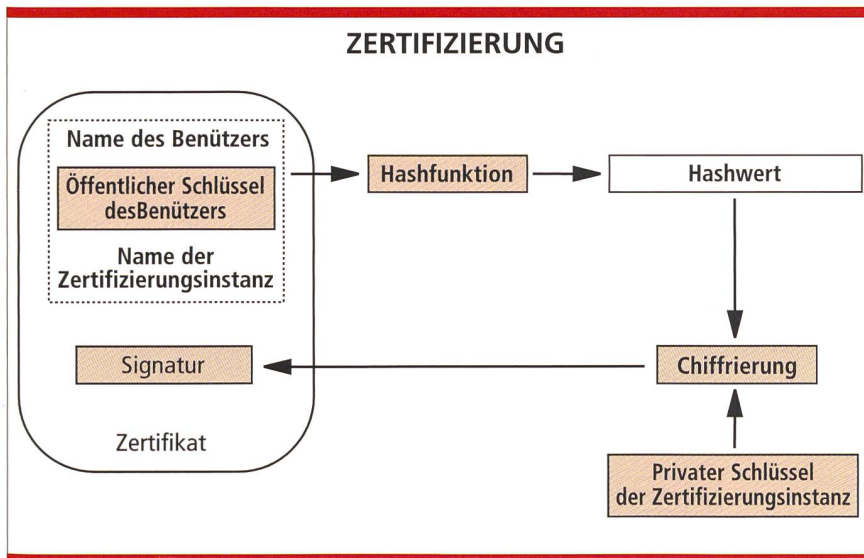 ZERTIFIZIERUNG
Name des Benützers
Öffentlicher Schlüssel
desBenützers
Name der
Zertifizierungsinstanz
Hashfunktion
Hashwert
Signatur
Chiffrierung
Zertifikat
Privater Schlüssel
der Zertifizierungsinstanz